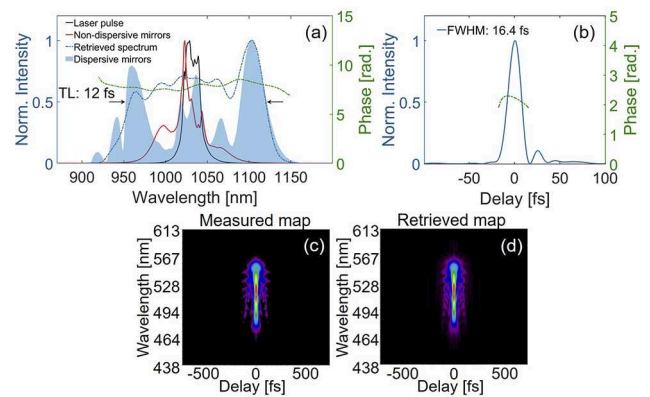 Laser pulse
Non-dispersive mirrors
Retrieved spectrum
Dispersive mirrors
(a)
TL: 12 fs
Norm. Intensity
1
0.5
0
15
10
5
0
Phase [rad.]
900 950 1000 1050 1100 1150
Wavelength [nm]
FWHM: 16.4 fs
(b)
Norm. Intensity
1
0.5
0
5
4
3
2
1
0
Phase [rad.]
-50 0 50 100
Delay [fs]
Measured map
(c)
Wavelength [nm]
613
567
528
494
464
438
-500 0 500
Delay [fs]
Retrieved map
(d)
Wavelength [nm]
613
567
528
494
464
438
-500 0 500
Delay [fs]